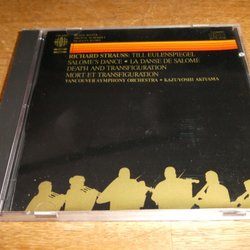 RICHARD STRAUSS: TILL EULENSPIEGEL
SALOME'S DANCE • LA DANSE DE SALOME
DEATH AND TRANSFIGURATION
MORT ET TRANSFIGURATION
VANCOUVER SYMPHONY ORCHESTRA • KAZUYOSHI AKIYAMA